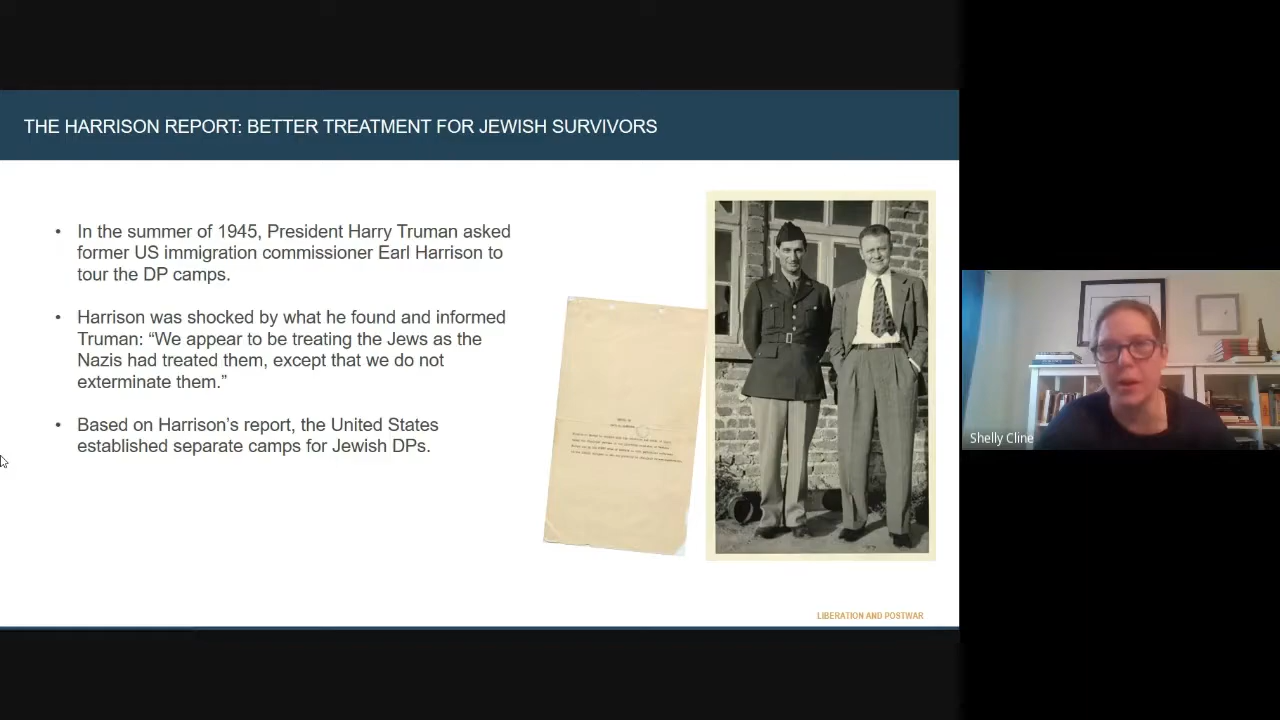 THE HARRISON REPORT: BETTER TREATMENT FOR JEWISH SURVIVORS
• In the summer of 1945, President Harry Truman asked
former US immigration commissioner Earl Harrison to
tour the DP camps.
• Harrison was shocked by what he found and informed
Truman: “We appear to be treating the Jews as the
Nazis had treated them, except that we do not
exterminate them.”
• Based on Harrison’s report, the United States
established separate camps for Jewish DPs.
LIBERATION AND POSTWAR
Shelly Cline